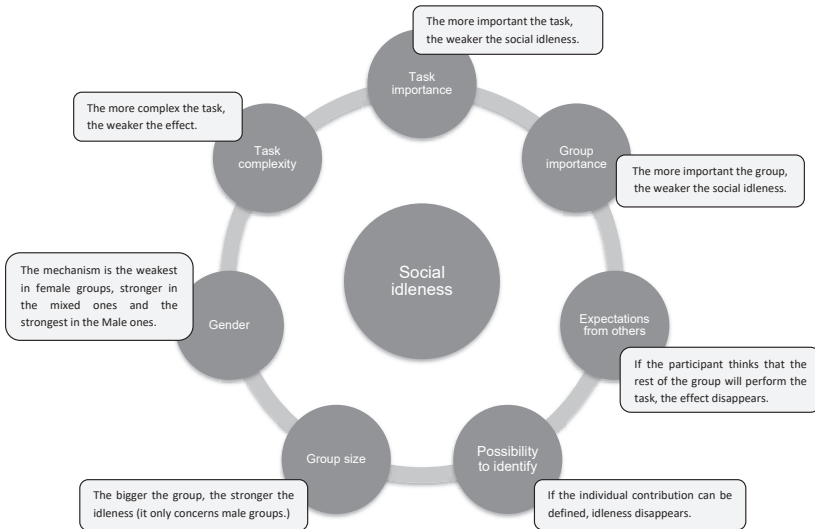 The more important the task,
the weaker the social idleness.
Task
importance
The more complex the task,
the weaker the effect.
Task
complexity
Group
importance
The more important the group,
the weaker the social idleness.
Social
idleness
The mechanism is the weakest
in female groups, stronger in
the mixed ones and the
strongest in the Male ones.
Gender
Expectations
from others
If the participant thinks that the
rest of the group will perform the
task, the effect disappears.
Group size
The bigger the group, the stronger the
idleness (it only concerns male groups.)
Possibility
to identify
If the individual contribution can be
defined, idleness disappears.